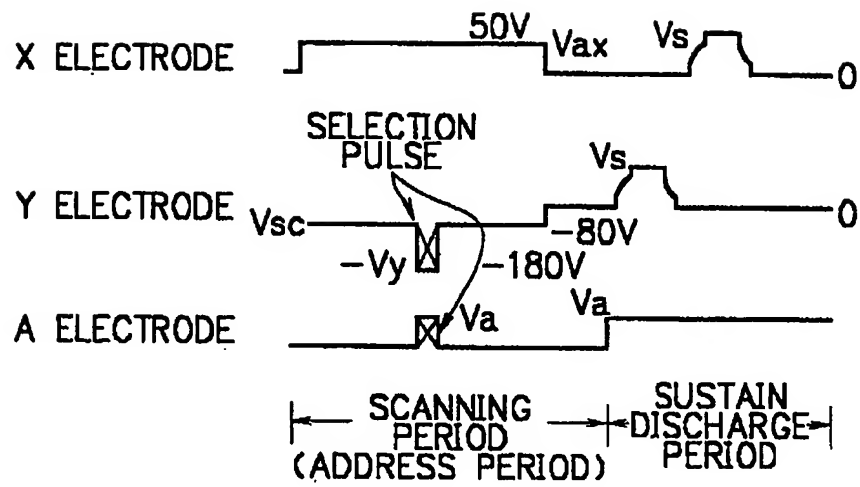 50V Vax Vs
X ELECTRODE 0
SELECTION
PULSE
Vs
Y ELECTRODE Vsc 0
-80V
-Vy -180V
A ELECTRODE Va Va
SCANNING
PERIOD
(ADDRESS PERIOD)
SUSTAIN
DISCHARGE
PERIOD